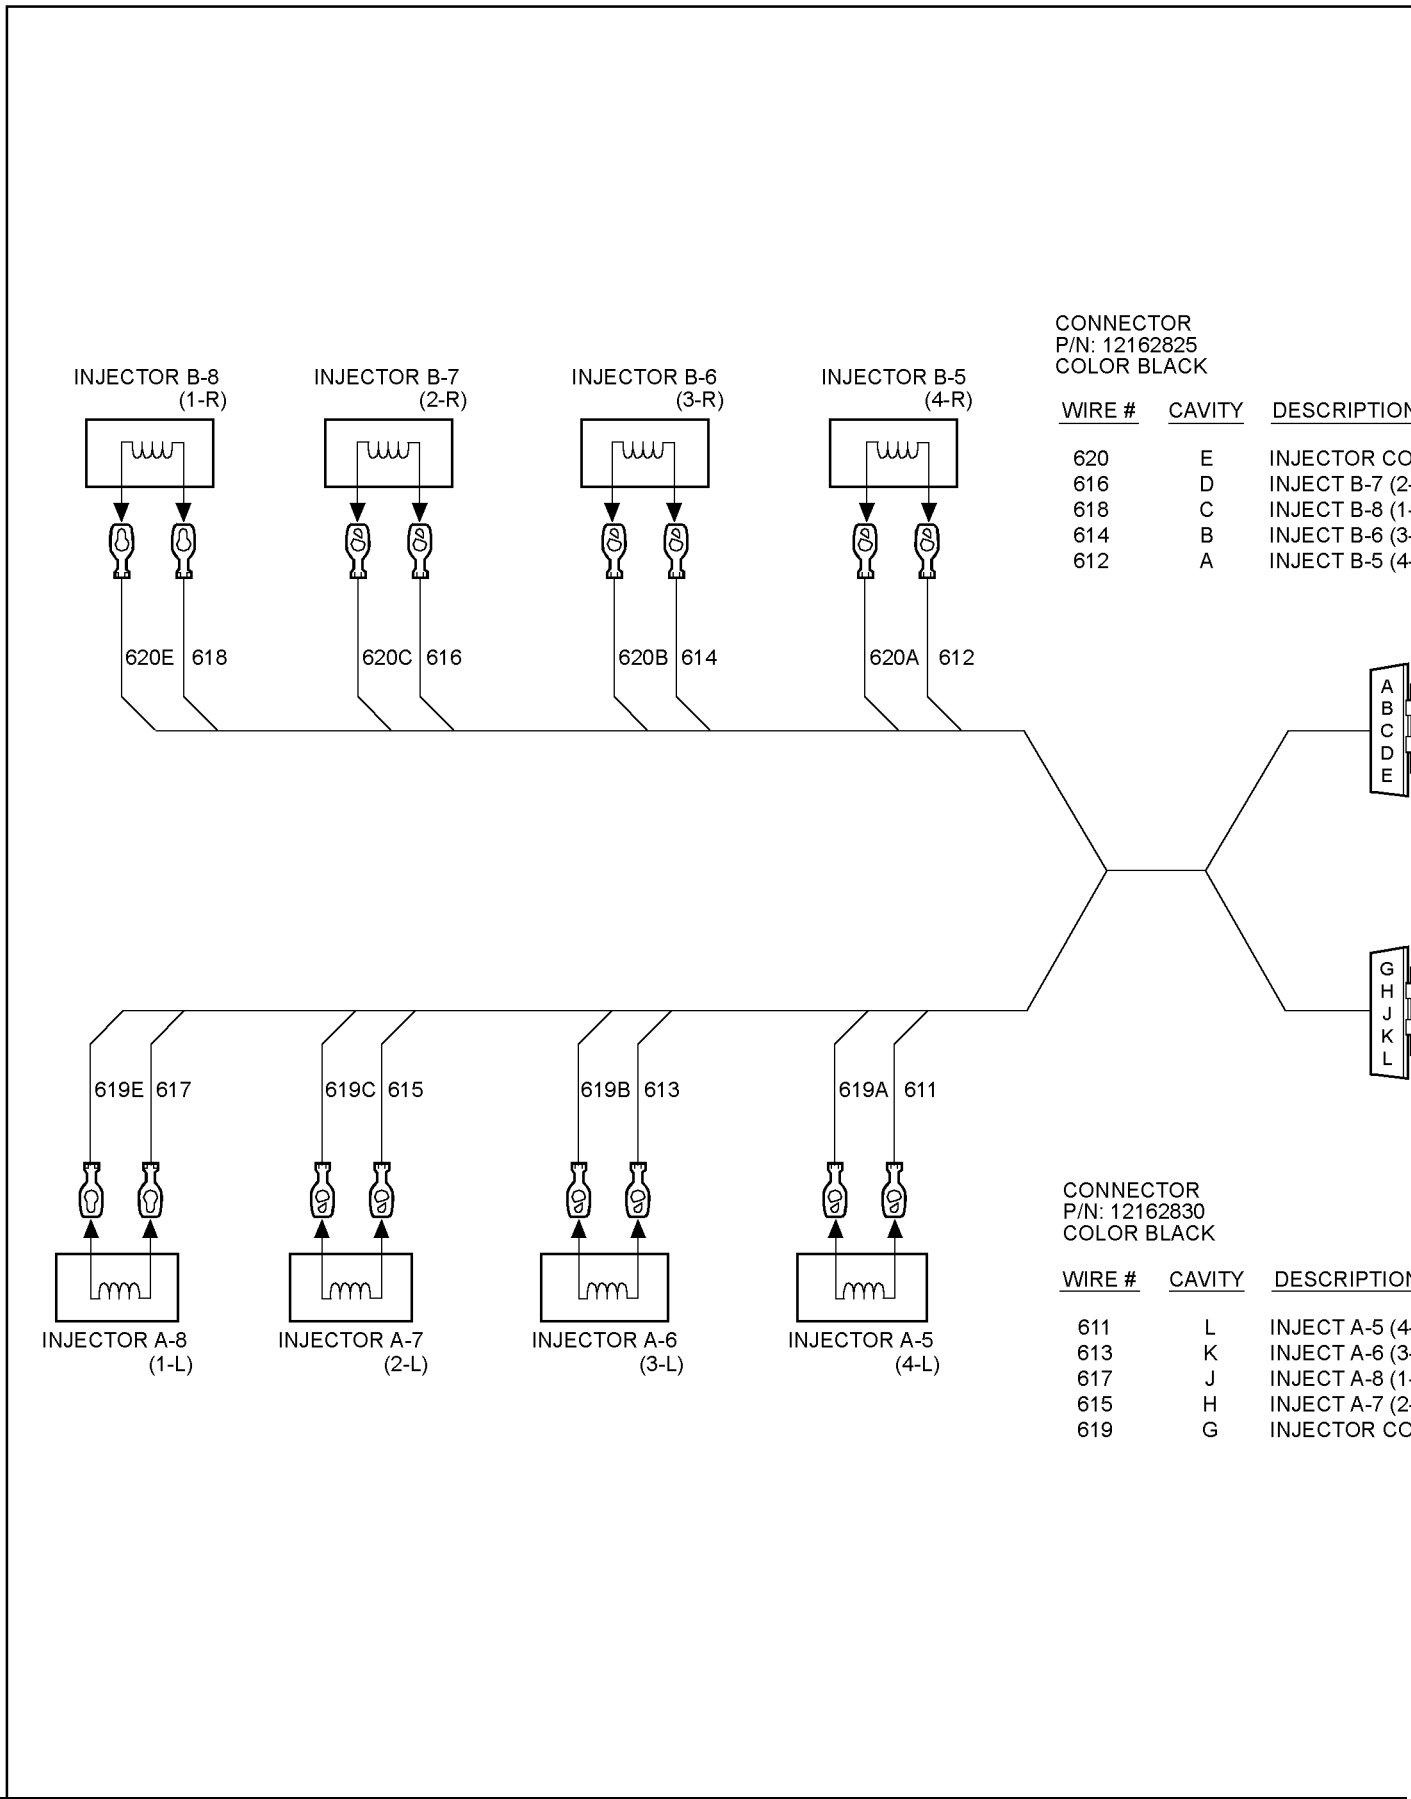 CONNECTOR
P/N: 12162825
COLOR BLACK
INJECTOR B-8
(1-R)
INJECTOR B-7
(2-R)
INJECTOR B-6
(3-R)
INJECTOR B-5
(4-R)
WIRE # CAVITY DESCRIPTION
620 E INJECTOR CO
616 D INJECT B-7 (2-
618 C INJECT B-8 (1-
614 B INJECT B-6 (3-
612 A INJECT B-5 (4-
620E 618 620C 616 620B 614 620A 612
A
B
C
D
E
G
H
J
K
L
619E 617 619C 615 619B 613 619A 611
CONNECTOR
P/N: 12162830
COLOR BLACK
WIRE # CAVITY DESCRIPTION
611 L INJECT A-5 (4-
613 K INJECT A-6 (3-
617 J INJECT A-8 (1-
615 H INJECT A-7 (2-
619 G INJECTOR CO
INJECTOR A-8
(1-L)
INJECTOR A-7
(2-L)
INJECTOR A-6
(3-L)
INJECTOR A-5
(4-L)